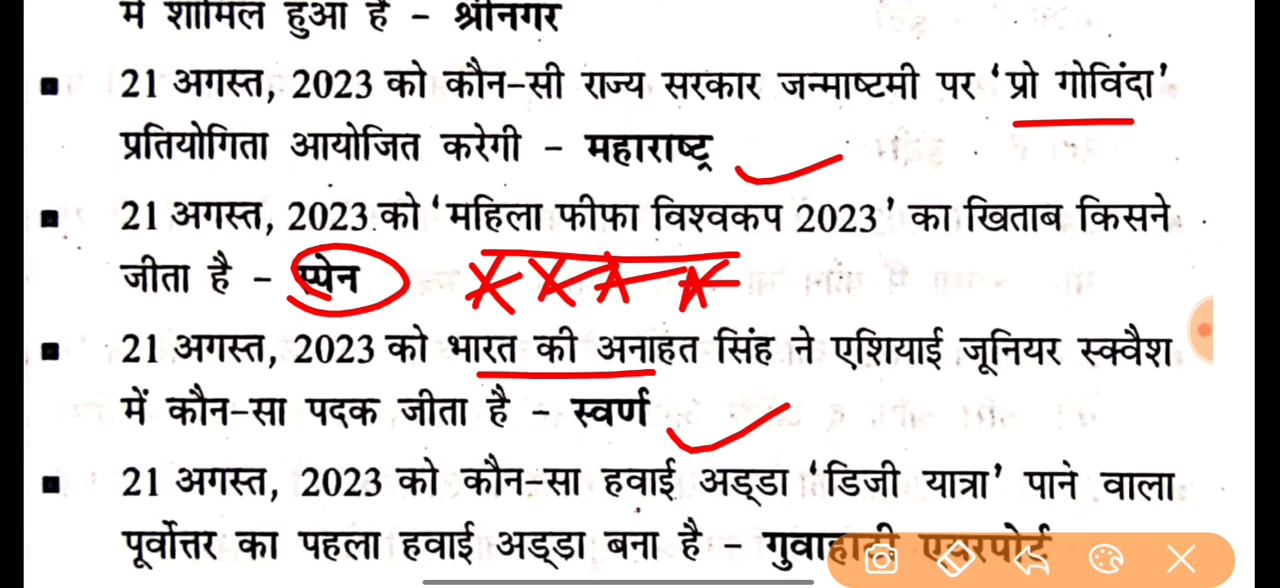 में शामिल हुआ है - श्रीनगर
21 अगस्त, 2023 को कौन-सी राज्य सरकार जन्माष्टमी पर ‘प्रो गोविंदा’
प्रतियोगिता आयोजित करेगी - महाराष्ट्र
21 अगस्त, 2023 को ‘महिला फीफा विश्वकप 2023’ का खिताब किसने
जीता है - स्पेन
21 अगस्त, 2023 को भारत की अनाहत सिंह ने एशियाई जूनियर स्क्वैश
में कौन-सा पदक जीता है - स्वर्ण
21 अगस्त, 2023 को कौन-सा हवाई अड्डा ‘डिजी यात्रा’ पाने वाला
पूर्वोत्तर का पहला हवाई अड्डा बना है - गुवाहाटी एयरपोर्ट